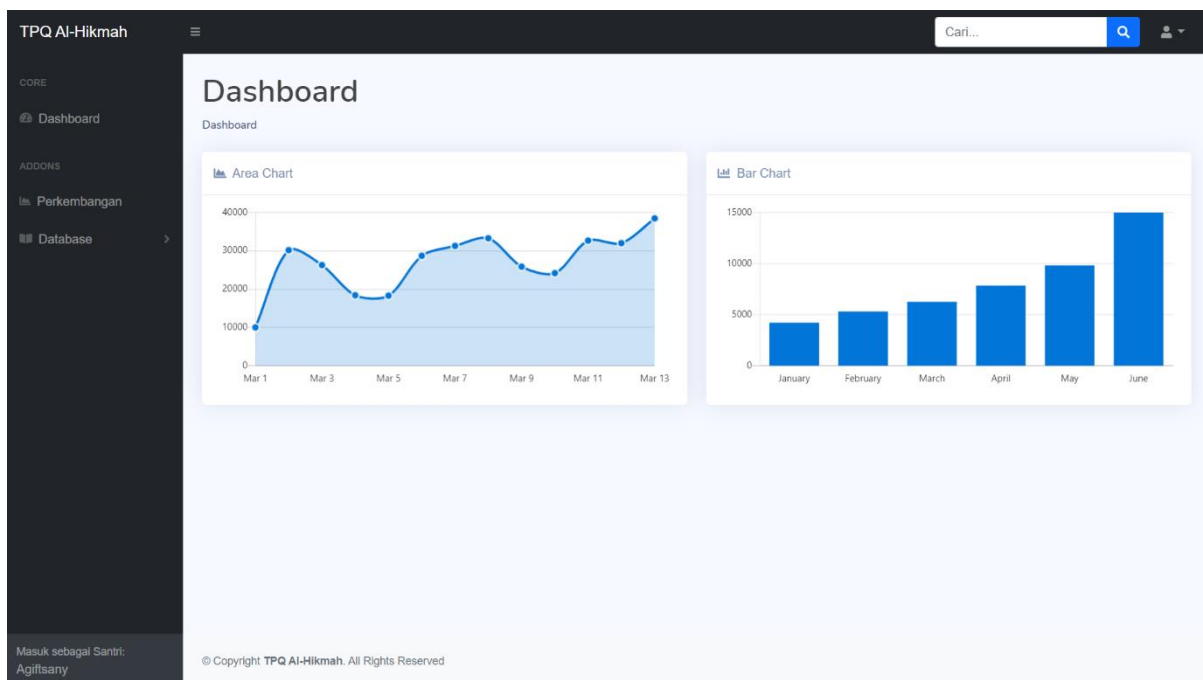 TPQ Al-Hikmah
Cari...
CORE
Dashboard
ADDONS
Perkembangan
Database
Masuk sebagai Santri:
Agiftsany
Dashboard
Dashboard
Area Chart
40000
30000
20000
10000
0
Mar 1 Mar 3 Mar 5 Mar 7 Mar 9 Mar 11 Mar 13
Bar Chart
15000
10000
5000
0
January February March April May June
© Copyright TPQ Al-Hikmah. All Rights Reserved